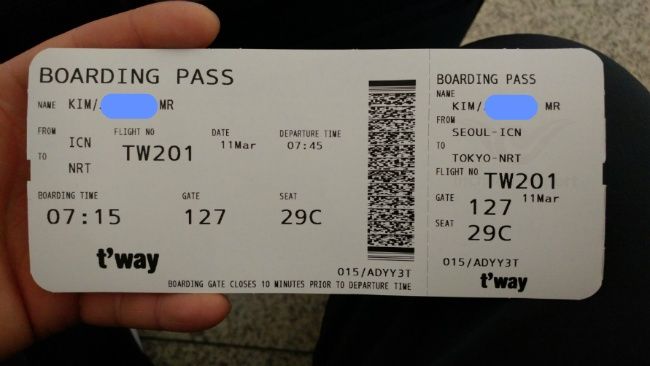 BOARDING PASS
NAME KIM/ MR
FROM ICN FLIGHT NO TW201 DATE 11Mar DEPARTURE TIME 07:45
TO NRT
BOARDING TIME GATE SEAT
07:15 127 29C
t'way
015/ADYY3T
BOARDING GATE CLOSES 10 MINUTES PRIOR TO DEPARTURE TIME
BOARDING PASS
NAME
KIM/ MR
FROM
SEOUL-ICN
TO
TOKYO-NRT
FLIGHT NO TW201
GATE 127 11Mar
SEAT 29C
015/ADYY3T
t'way